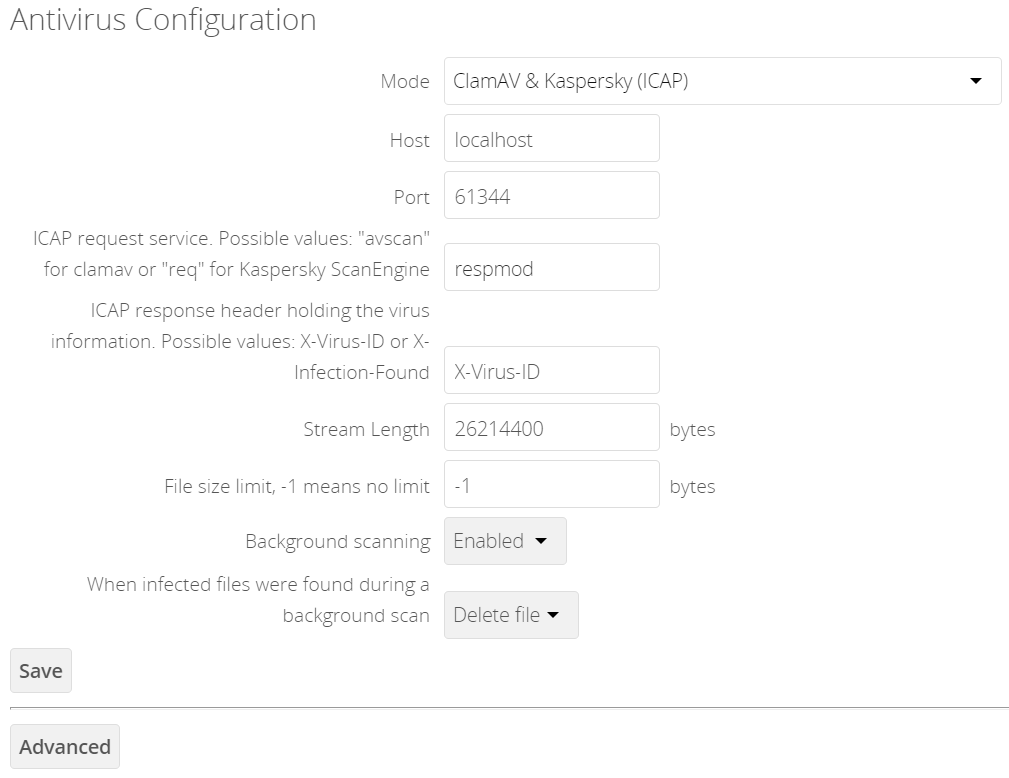 Antivirus Configuration
Mode ClamAV & Kaspersky (ICAP)
Host localhost
Port 61344
ICAP request service. Possible values: "avscan"
for clamav or "req" for Kaspersky ScanEngine respmod
ICAP response header holding the virus
information. Possible values: X-Virus-ID or X-
Infection-Found X-Virus-ID
Stream Length 26214400 bytes
File size limit, -1 means no limit -1 bytes
Background scanning Enabled
When infected files were found during a
background scan Delete file
Save
Advanced